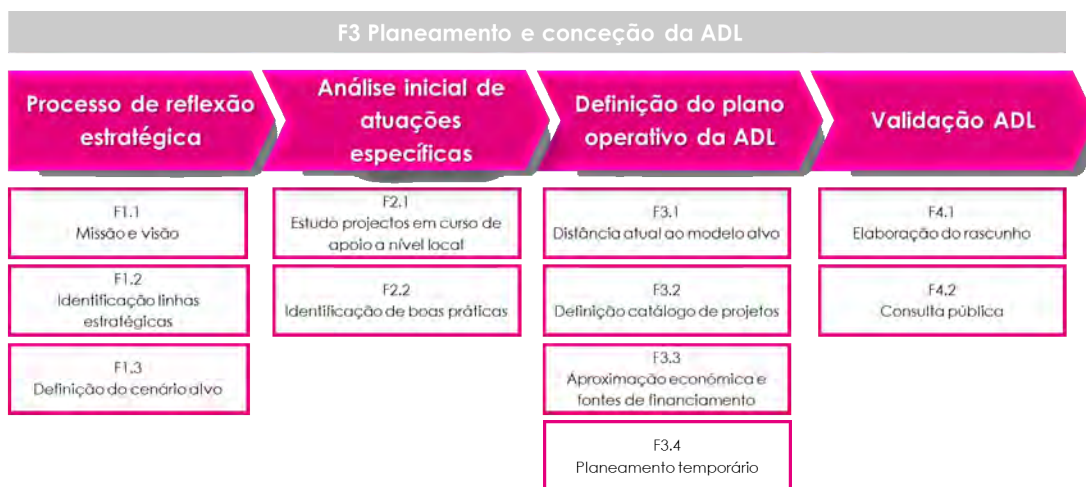 F3 Planeamento e conceção da ADL
Processo de reflexão
estratégica
Análise inicial de
atuações
específicas
Definição do plano
operativo da ADL
Validação ADL
F1.1
Missão e visão
F1.2
Identificação linhas
estratégicas
F1.3
Definição do cenário alvo
F2.1
Estudo projectos em curso de
apoio a nível local
F2.2
Identificação de boas práticas
F3.1
Distância atual ao modelo alvo
F3.2
Definição catálogo de projetos
F3.3
Aproximação económica e
fontes de financiamento
F3.4
Planeamento temporário
F4.1
Elaboração do rascunho
F4.2
Consulta pública